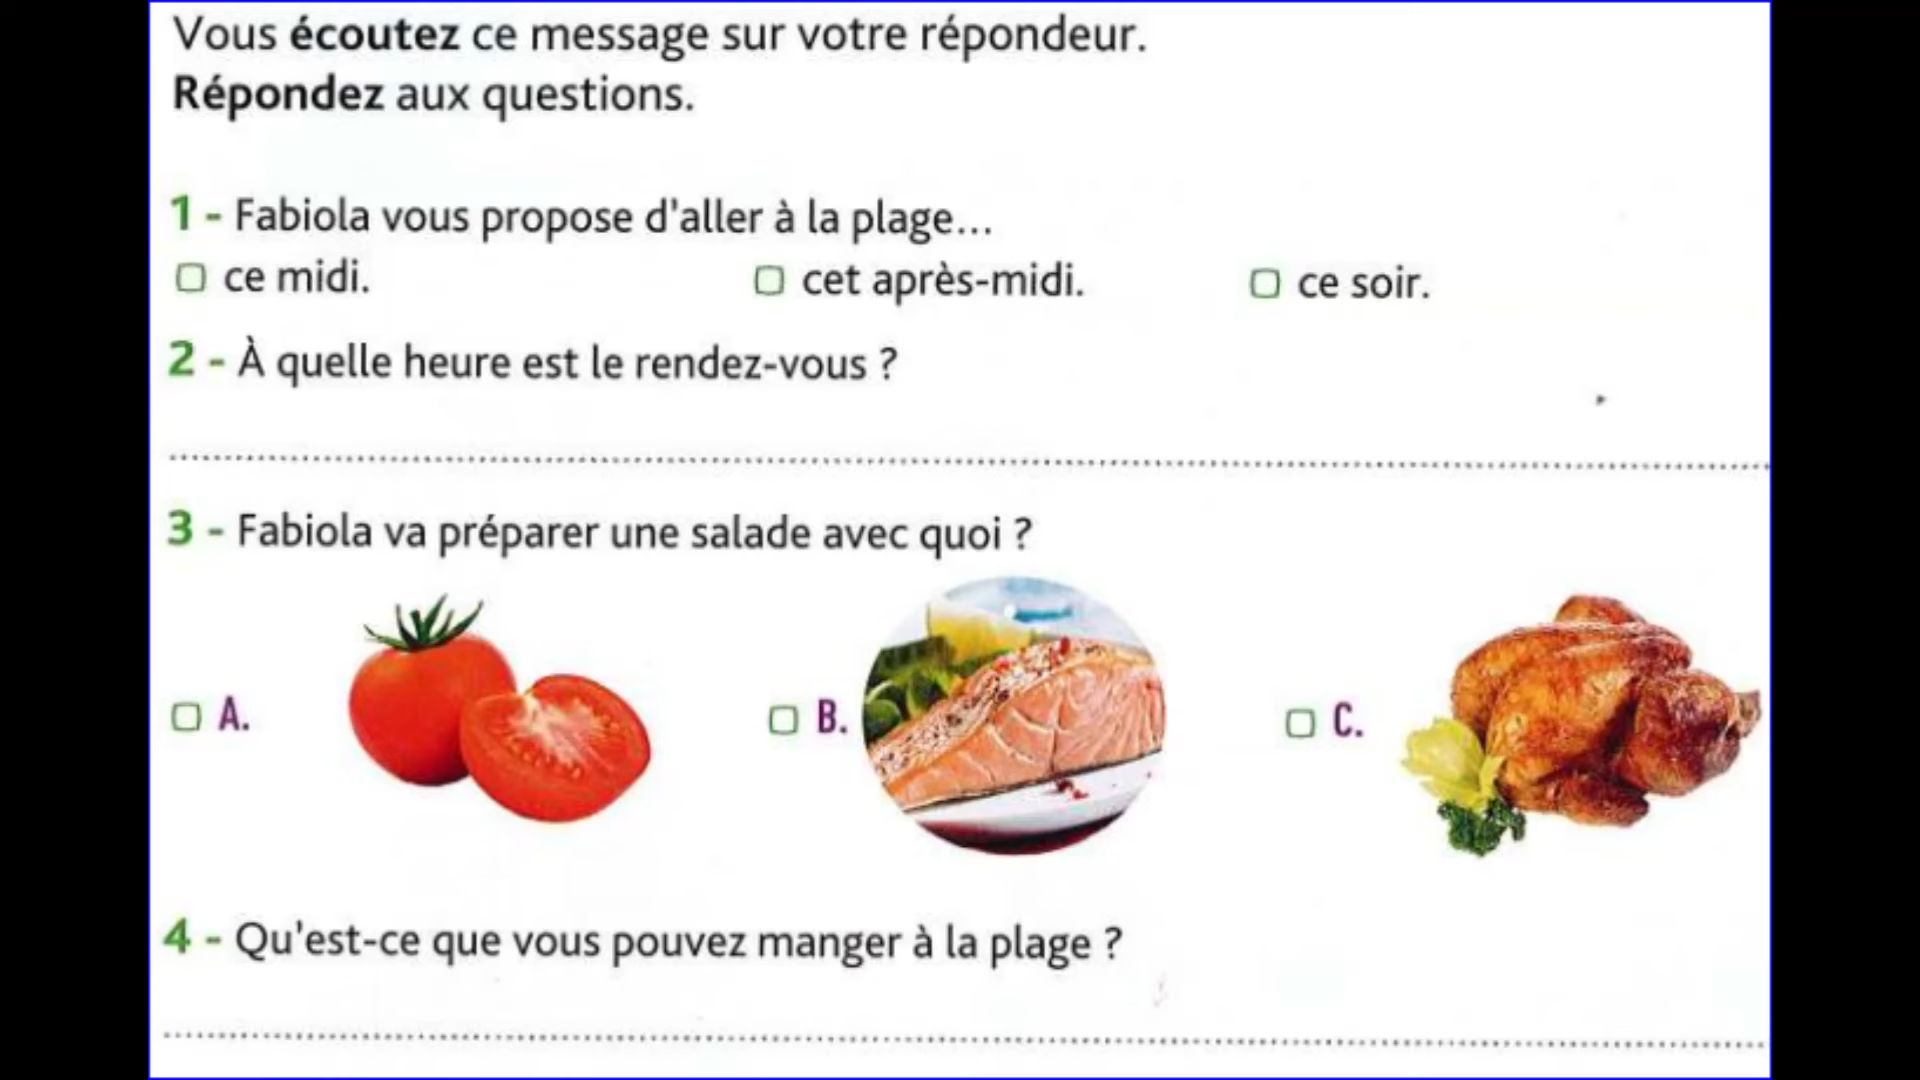 Vous écoutez ce message sur votre répondeur.
Répondez aux questions.
1 - Fabiola vous propose d'aller à la plage...
ce midi. cet après-midi. ce soir.
2 - À quelle heure est le rendez-vous ?
3 - Fabiola va préparer une salade avec quoi ?
A. B. C.
4 - Qu'est-ce que vous pouvez manger à la plage ?